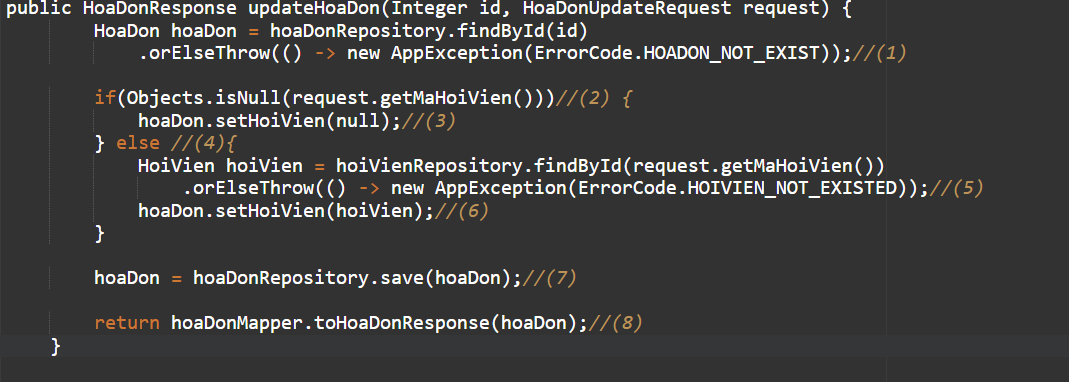 public HoaDonResponse updateHoaDon(Integer id, HoaDonUpdateRequest request) {
HoaDon hoaDon = hoaDonRepository.findById(id)
.orElseThrow(() -> new AppException(ErrorCode.HOADON_NOT_EXIST));//(1)
if(Objects.isNull(request.getMaHoiVien()))//(2) {
hoaDon.setHoiVien(null);//(3)
} else //(4){
HoiVien hoiVien = hoiVienRepository.findById(request.getMaHoiVien())
.orElseThrow(() -> new AppException(ErrorCode.HOIVIEN_NOT_EXISTED));//(5)
hoaDon.setHoiVien(hoiVien);//(6)
}
hoaDon = hoaDonRepository.save(hoaDon);//(7)
return hoaDonMapper.toHoaDonResponse(hoaDon);//(8)
}